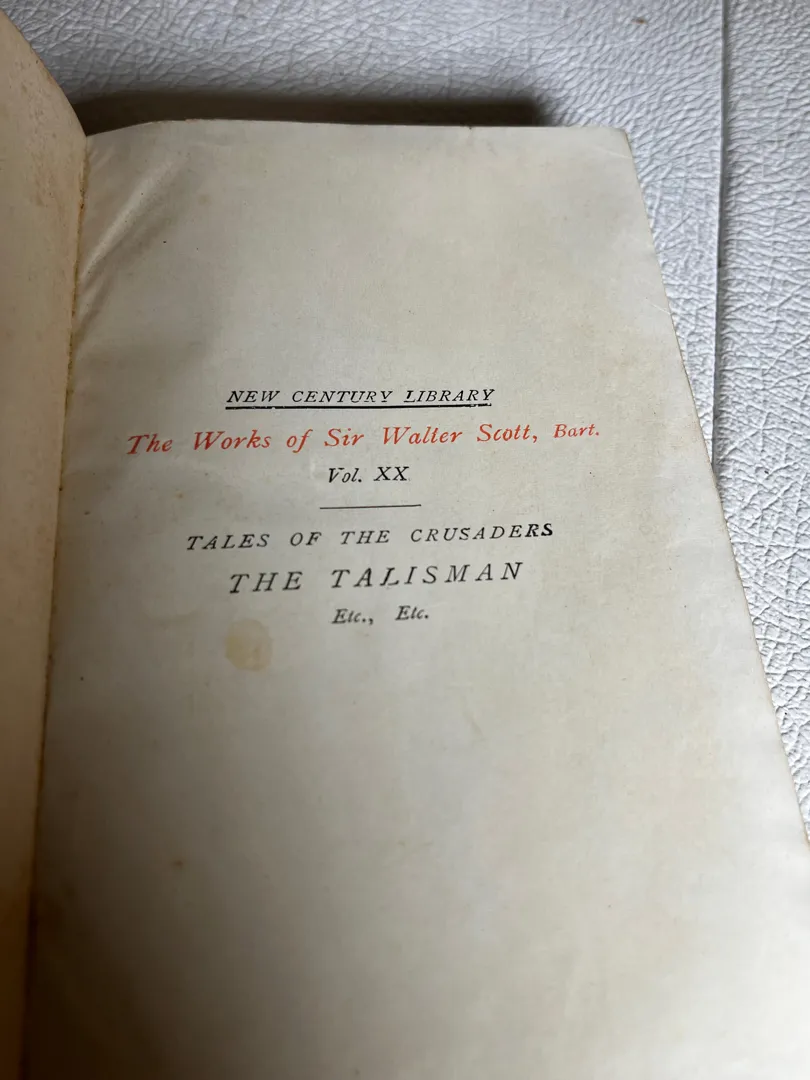 NEW CENTURY LIBRARY
The Works of Sir Walter Scott, Bart.
Vol. XX
TALES OF THE CRUSADERS
THE TALISMAN
Etc., Etc.